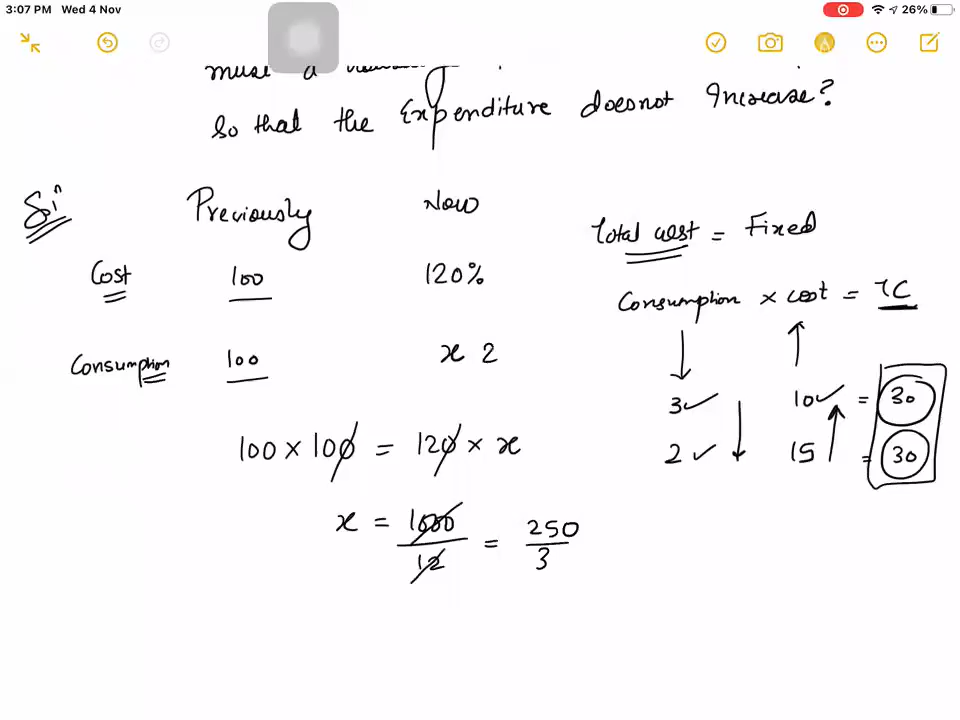 3:07 PM Wed 4 Nov
26%
must a
so that the Expenditure doesnot Increase?
Solⁿ
Previously Now
Cost 100 120%
Consumption 100 x 2
100 × 100 = 120 × x
x = 1000/12 = 250/3
Total cost = Fixed
Consumption × cost = TC
3 10 = 30
2 15 = 30